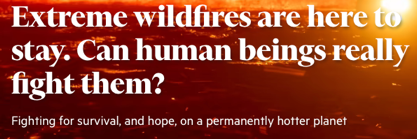 Extreme wildfires are here to
stay. Can human beings really
fight them?
Fighting for survival, and hope, on a permanently hotter planet